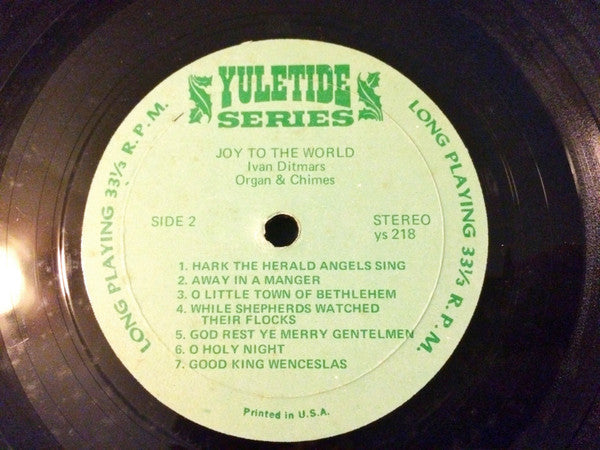 YULETIDE
SERIES
JOY TO THE WORLD
Ivan Ditmars
Organ & Chimes
SIDE 2
STEREO
ys 218
1. HARK THE HERALD ANGELS SING
2. AWAY IN A MANGER
3. O LITTLE TOWN OF BETHLEHEM
4. WHILE SHEPHERDS WATCHED
THEIR FLOCKS
5. GOD REST YE MERRY GENTELMEN
6. O HOLY NIGHT
7. GOOD KING WENCESLAS
Printed in U.S.A.
LONG PLAYING 33⅓ R.P.M.
LONG PLAYING 33⅓ R.P.M.